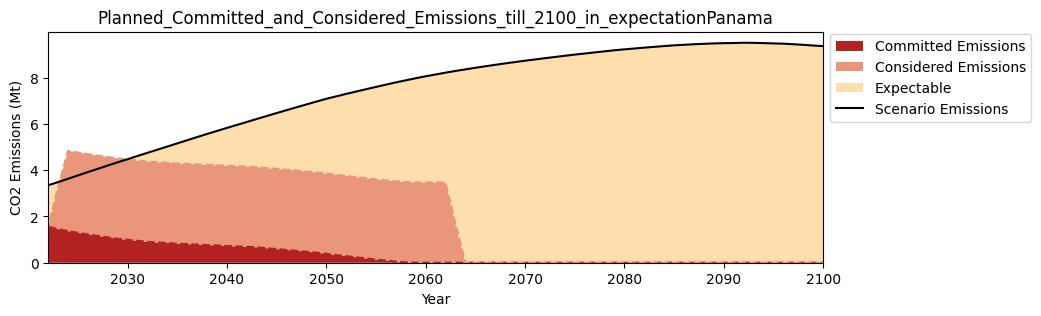 Planned_Committed_and_Considered_Emissions_till_2100_in_expectationPanama
Committed Emissions
Considered Emissions
Expectable
Scenario Emissions
CO2 Emissions (Mt)
8
6
4
2
0
2030 2040 2050 2060 2070 2080 2090 2100
Year